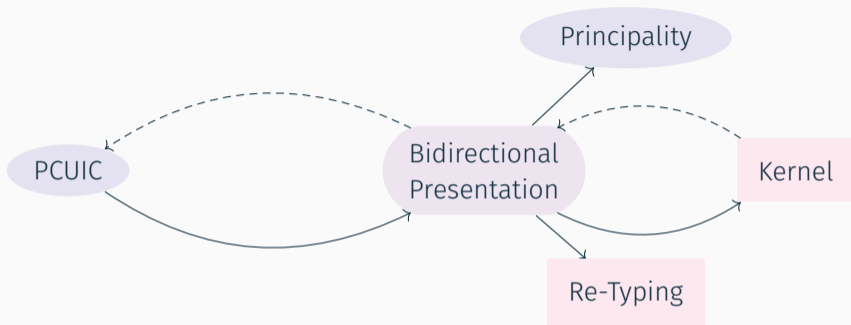 Principality
PCUIC
Bidirectional
Presentation
Kernel
Re-Typing